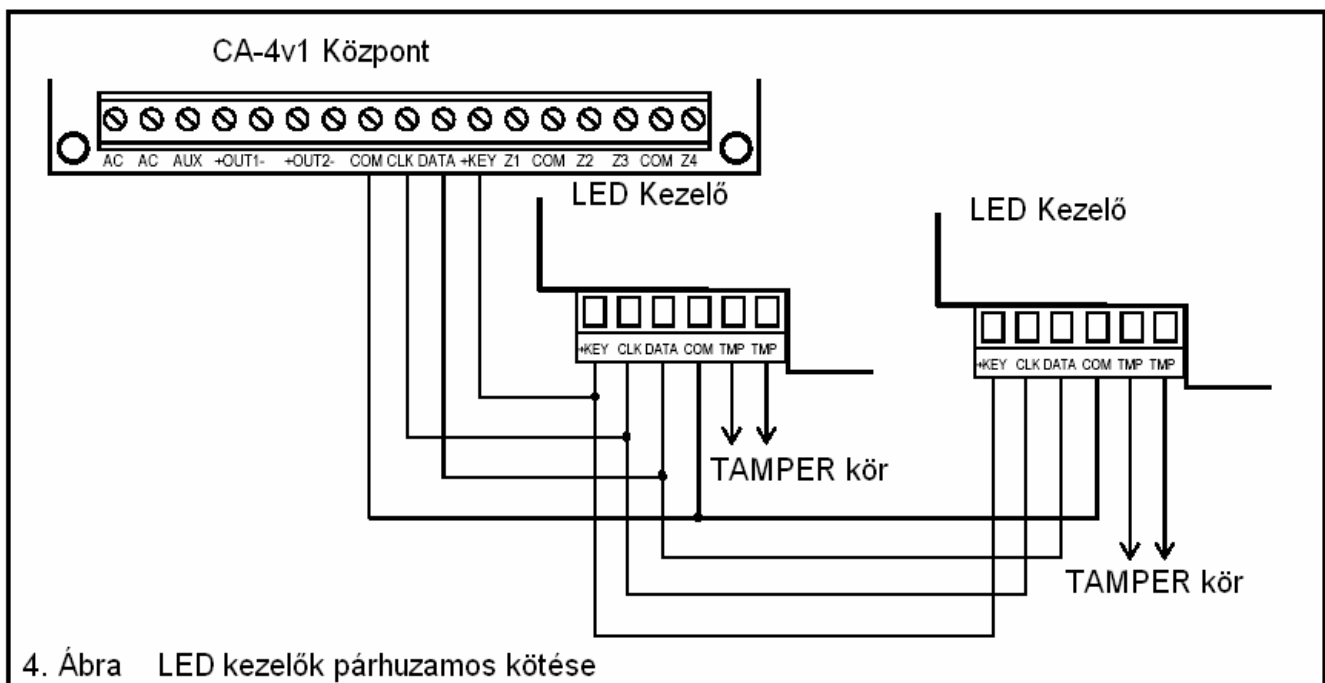 CA-4v1 Központ
AC AC AUX +OUT1- +OUT2- COM CLK DATA +KEY Z1 COM Z2 Z3 COM Z4
LED Kezelő
LED Kezelő
+KEY CLK DATA COM TMP TMP
+KEY CLK DATA COM TMP TMP
TAMPER kör
TAMPER kör
4. Ábra LED kezelők párhuzamos kötése